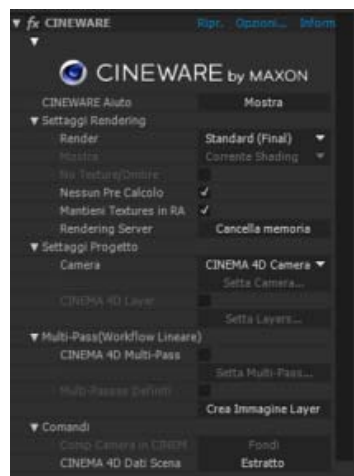 fx CINEWARE Ripr. Opzioni... Inform
CINEWARE BY MAXON
CINEWARE Aiuto Mostra
Settaggi Rendering
Render Standard (Final)
Mostra Corrente Shading
No Texture/Ombre
Nessun Pre Calcolo
Mantieni Textures in RA
Rendering Server Cancella memoria
Settaggi Progetto
Camera CINEMA 4D Camera
Setta Camera...
CINEMA 4D Layer
Setta Layers...
Multi-Pass(Workflow Lineare)
CINEMA 4D Multi-Pass
Setta Multi-Pass...
Multi-Passes Definiti
Crea Immagine Layer
Comandi
Comp Camera in CINEM Fondi
CINEMA 4D Dati Scena Estratto